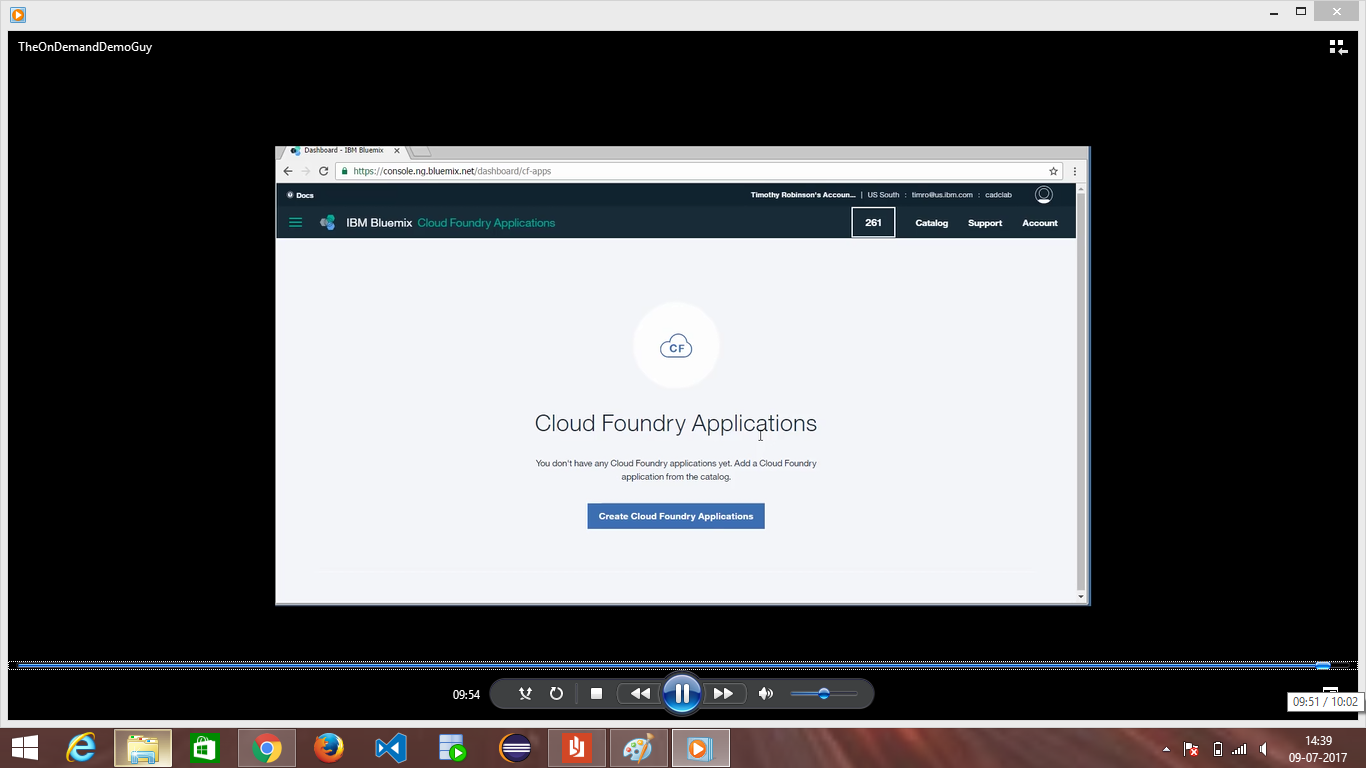 TheOnDemandDemoGuy
Dashboard - IBM Bluemix
https://console.ng.bluemix.net/dashboard/cf-apps
Docs
Timothy Robinson's Accoun... | US South : timro@us.ibm.com : cadclab
IBM Bluemix Cloud Foundry Applications
261 Catalog Support Account
CF
Cloud Foundry Applications
You don't have any Cloud Foundry applications yet. Add a Cloud Foundry
application from the catalog.
Create Cloud Foundry Applications
09:54
09:51 / 10:02
14:39
09-07-2017